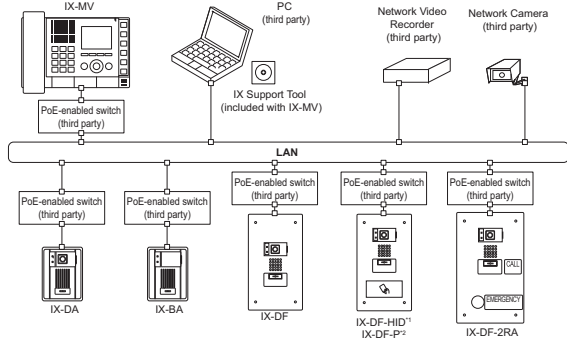 IX-MV
PC
(third party)
Network Video
Recorder
(third party)
Network Camera
(third party)
IX Support Tool
(included with IX-MV)
PoE-enabled switch
(third party)
LAN
PoE-enabled switch
(third party)
PoE-enabled switch
(third party)
PoE-enabled switch
(third party)
PoE-enabled switch
(third party)
PoE-enabled switch
(third party)
CALL
EMERGENCY
IX-DA
IX-BA
IX-DF
IX-DF-HID*1
IX-DF-P*2
IX-DF-2RA